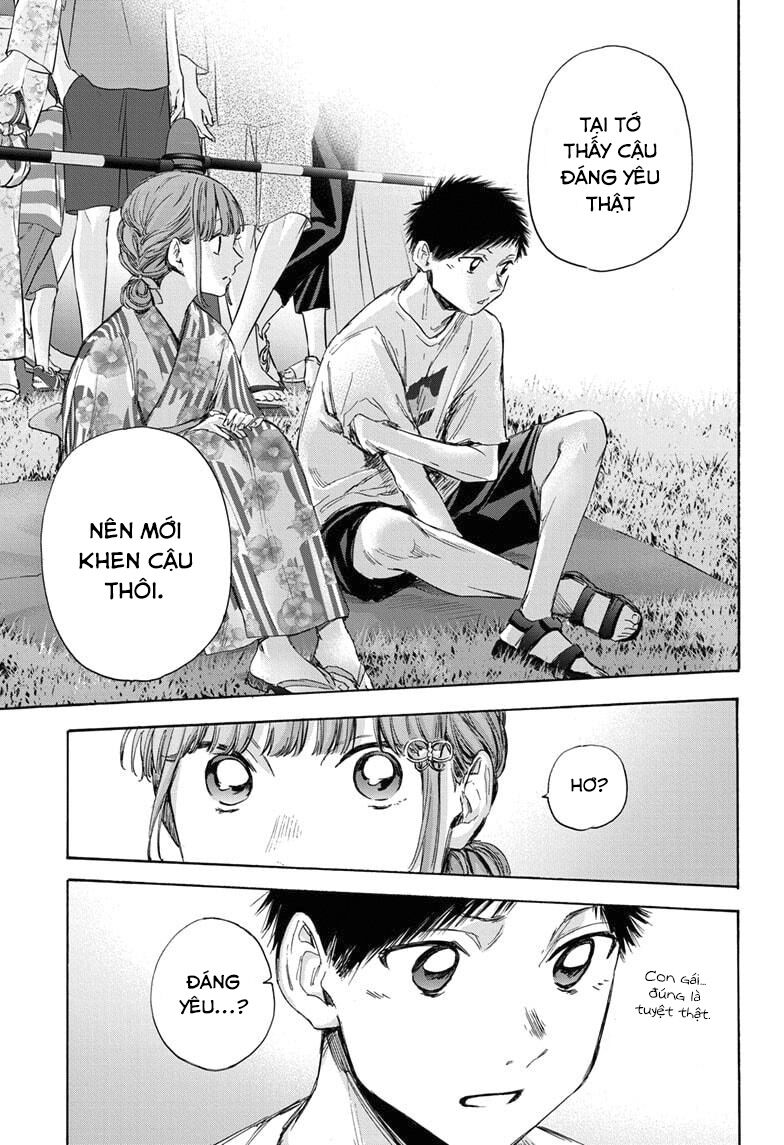 TẠI TỚ
THẤY CẬU
ĐÁNG YÊU
THẬT
NÊN MỚI
KHEN CẬU
THÔI.
HƠ?
ĐÁNG
YÊU...?
Con gái...
đúng là
tuyệt thật.